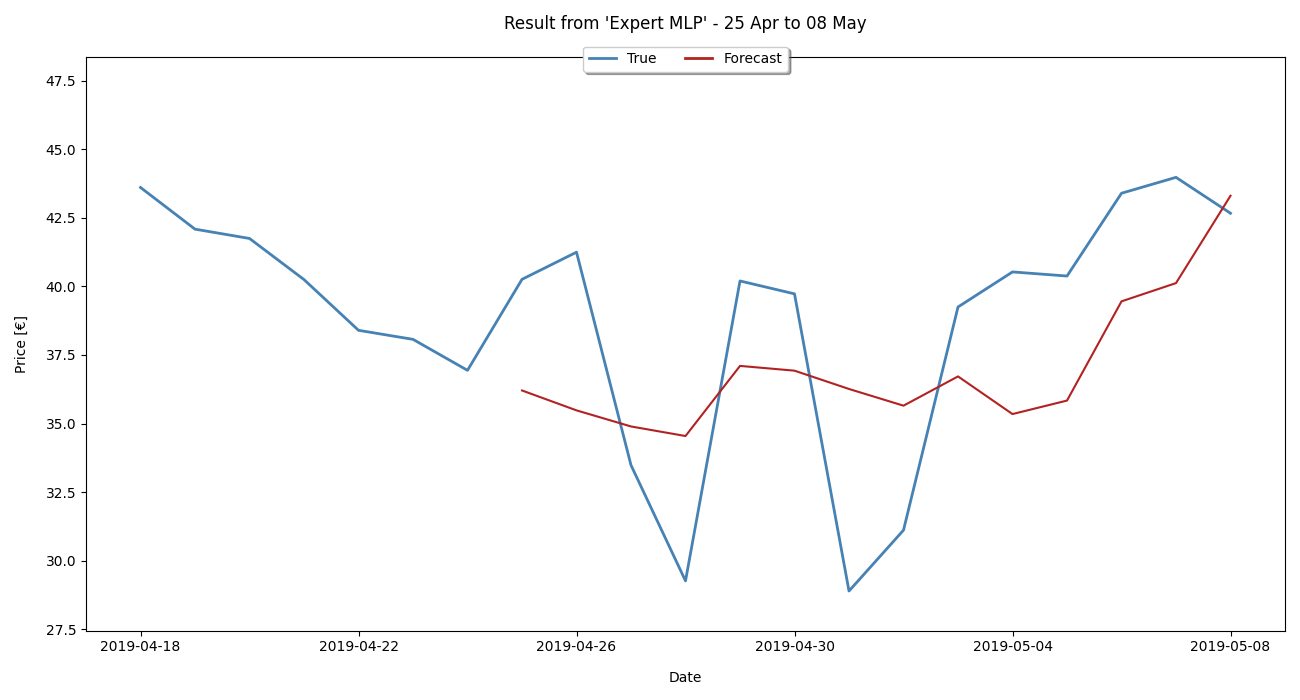 Result from 'Expert MLP' - 25 Apr to 08 May
True Forecast
47.5
45.0
42.5
40.0
37.5
35.0
32.5
30.0
27.5
Price [€]
2019-04-18 2019-04-22 2019-04-26 2019-04-30 2019-05-04 2019-05-08
Date